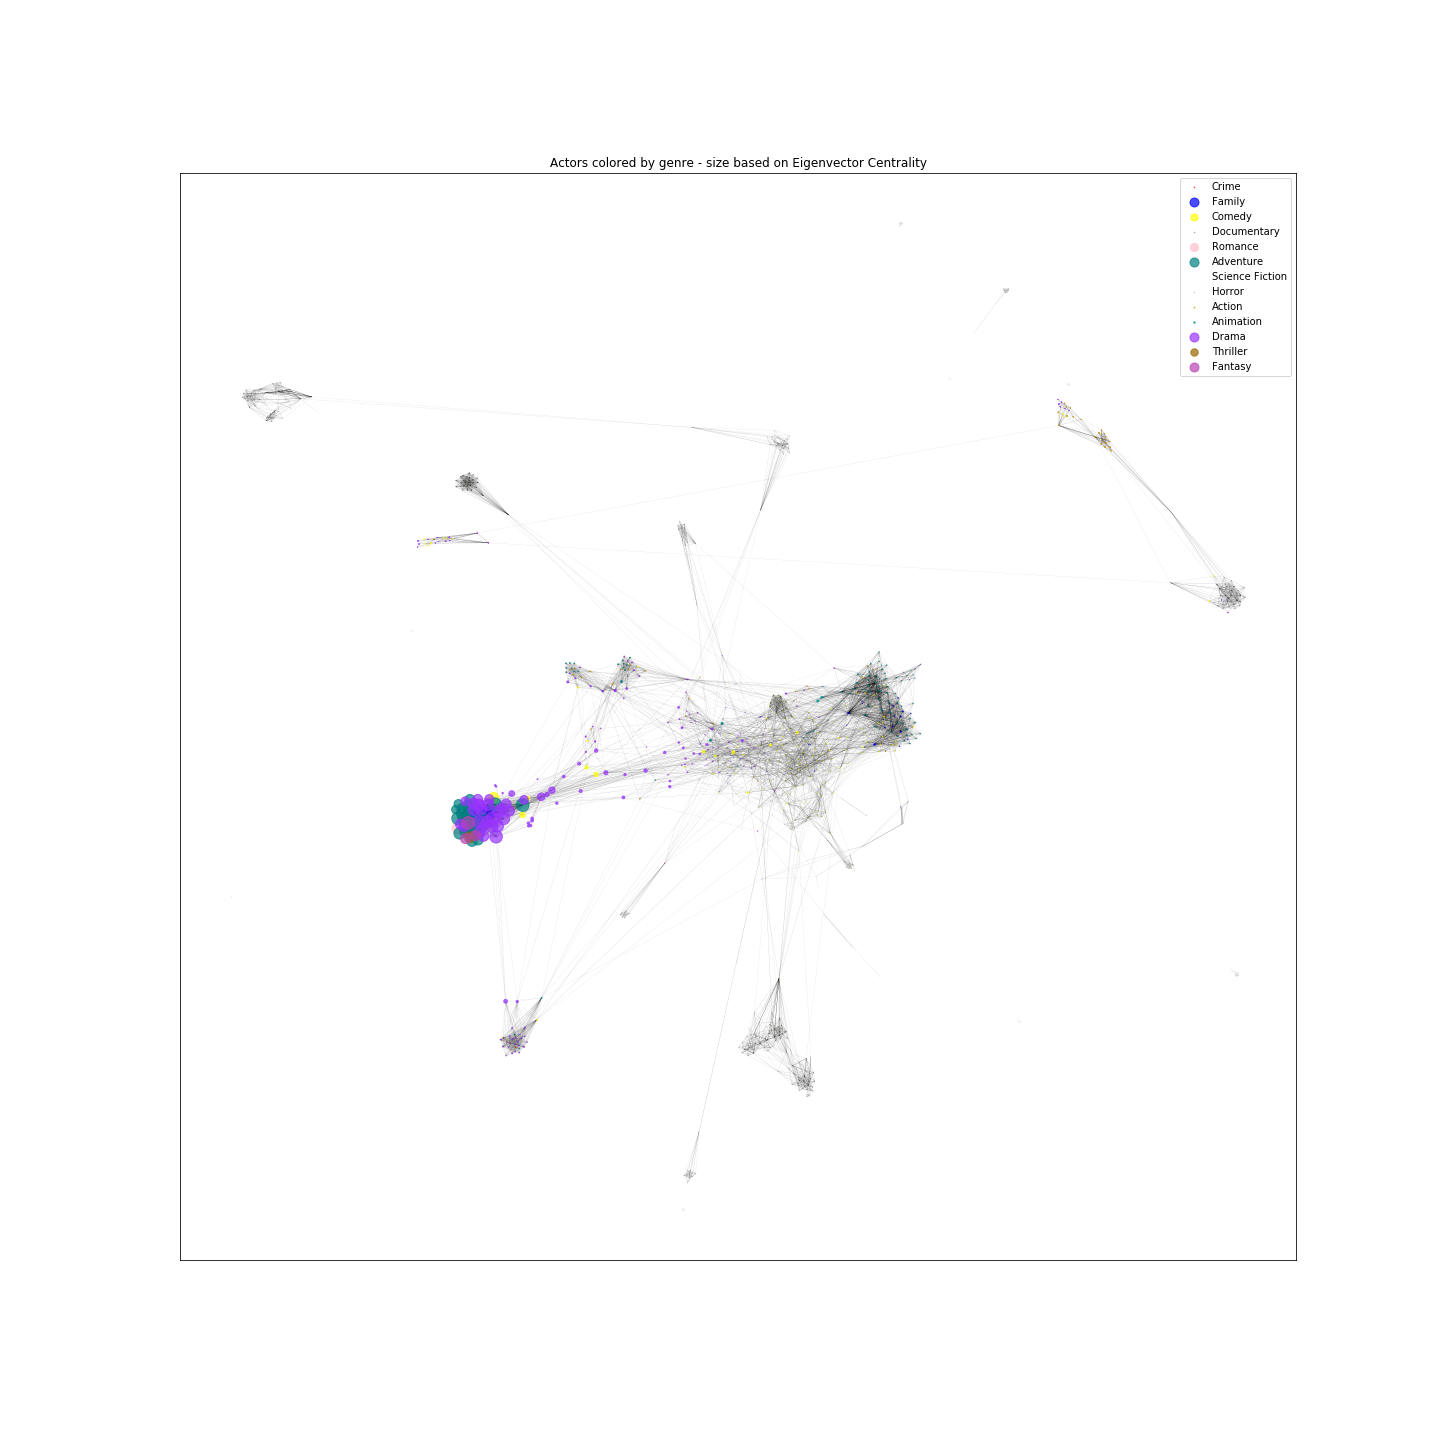 Actors colored by genre - size based on Eigenvector Centrality
Crime
Family
Comedy
Documentary
Romance
Adventure
Science Fiction
Horror
Action
Animation
Drama
Thriller
Fantasy